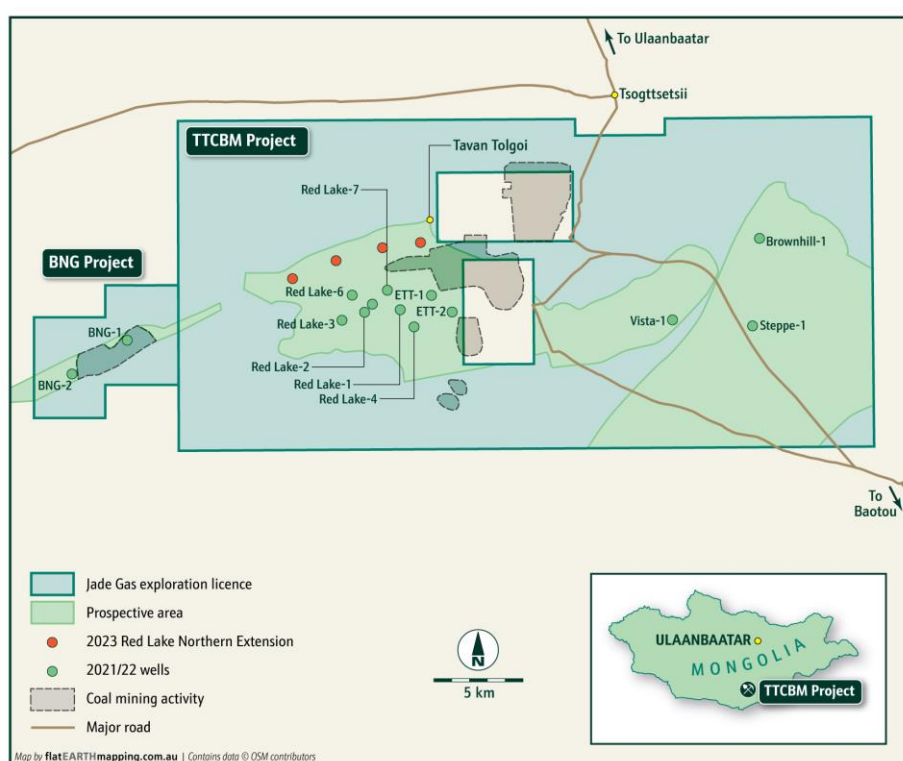 To Ulaanbaatar
Tsogttsetsii
TTCBM Project
Tavan Tolgoi
Red Lake-7
Brownhill-1
BNG Project
Red Lake-6
ETT-1
Red Lake-3
ETT-2
Vista-1
Steppe-1
BNG-1
Red Lake-2
BNG-2
Red Lake-1
Red Lake-4
To
Baotou
Jade Gas exploration licence
Prospective area
2023 Red Lake Northern Extension
2021/22 wells
Coal mining activity
Major road
N
5 km
ULAANBAATAR
MONGOLIA
TTCBM Project
Map by flatEARTHmapping.com.au | Contains data © OSM contributors